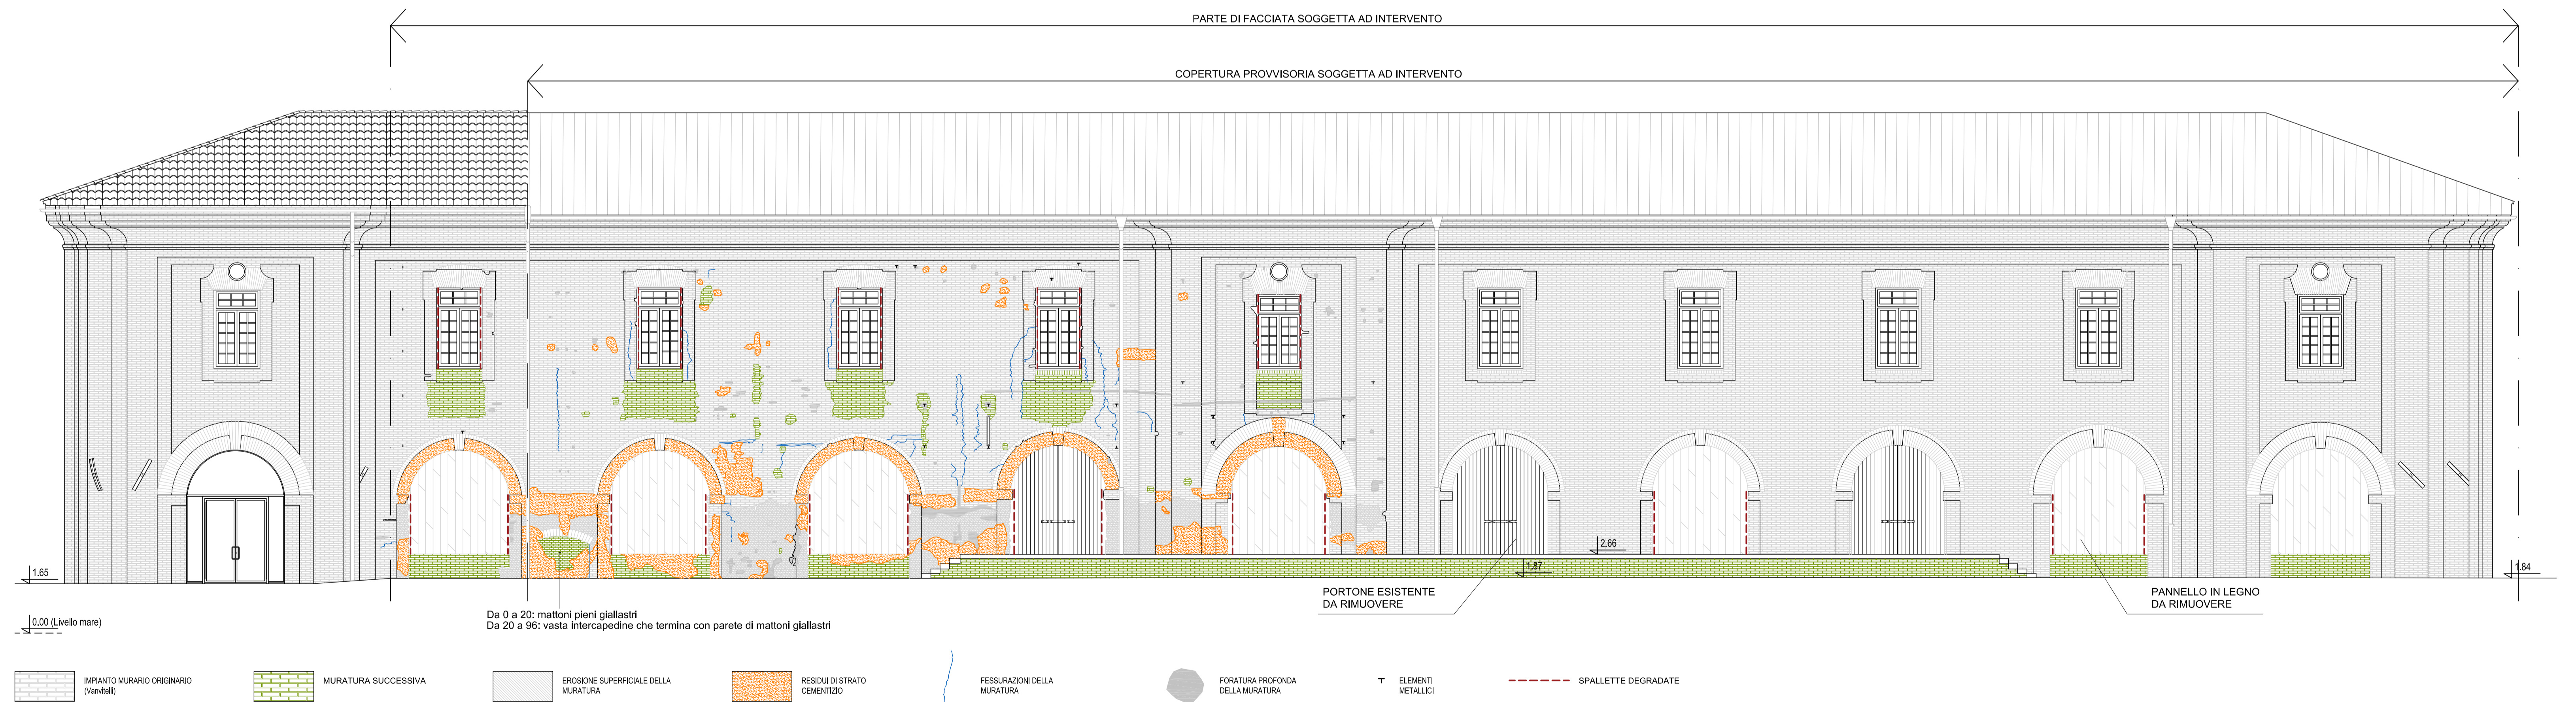 PARTE DI FACCIATA SOGGETTA AD INTERVENTO
COPERTURA PROVVISORIA SOGGETTA AD INTERVENTO
2.66
1.65
1.87
1.84
PORTONE ESISTENTE
DA RIMUOVERE
PANNELLO IN LEGNO
DA RIMUOVERE
Da 0 a 20: mattoni pieni giallastri
Da 20 a 96: vasta intercapedine che termina con parete di mattoni giallastri
0.00 (Livello mare)
IMPIANTO MURARIO ORIGINARIO
(Vanvitelli)
MURATURA SUCCESSIVA
EROSIONE SUPERFICIALE DELLA
MURATURA
RESIDUI DI STRATO
CEMENTIZIO
FESSURAZIONI DELLA
MURATURA
FORATURA PROFONDA
DELLA MURATURA
ELEMENTI
METALLICI
SPALLETTE DEGRADATE